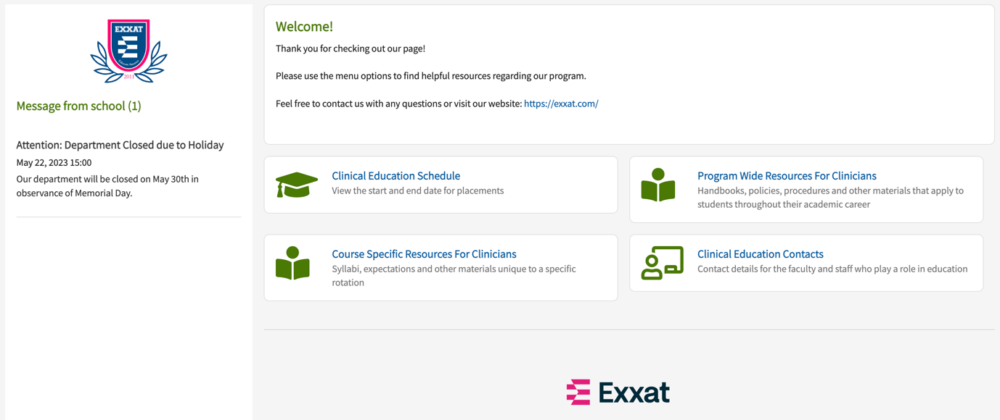 EXXAT
2011
Message from school (1)
Attention: Department Closed due to Holiday
May 22, 2023 15:00
Our department will be closed on May 30th in
observance of Memorial Day.
Welcome!
Thank you for checking out our page!
Please use the menu options to find helpful resources regarding our program.
Feel free to contact us with any questions or visit our website: https://exxat.com/
Clinical Education Schedule
View the start and end date for placements
Program Wide Resources For Clinicians
Handbooks, policies, procedures and other materials that apply to
students throughout their academic career
Course Specific Resources For Clinicians
Syllabi, expectations and other materials unique to a specific
rotation
Clinical Education Contacts
Contact details for the faculty and staff who play a role in education
Exxat